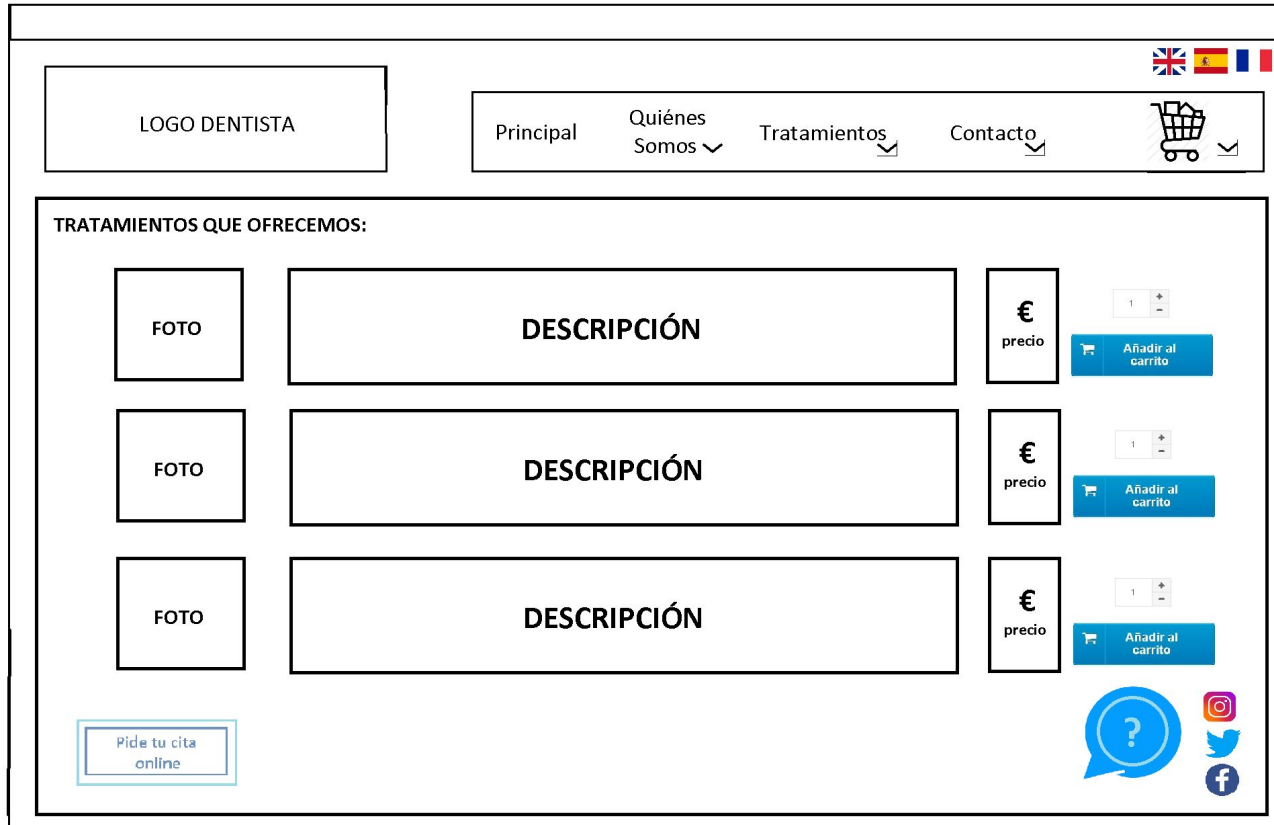 LOGO DENTISTA
Principal
Quiénes
Somos
Tratamientos
Contacto
TRATAMIENTOS QUE OFRECEMOS:
FOTO
DESCRIPCIÓN
€
precio
1
+
-
Añadir al
carrito
FOTO
DESCRIPCIÓN
€
precio
1
+
-
Añadir al
carrito
FOTO
DESCRIPCIÓN
€
precio
1
+
-
Añadir al
carrito
Pide tu cita
online
?